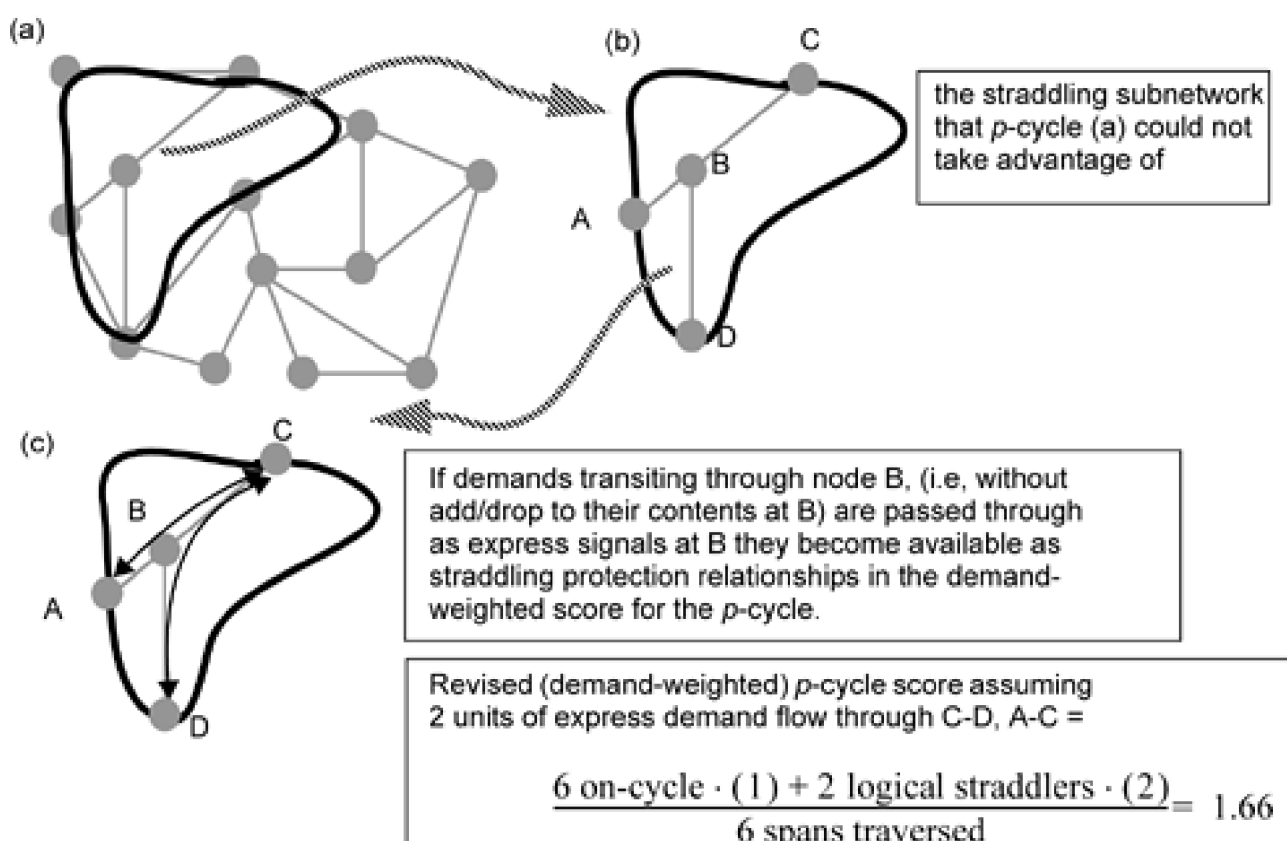 (a)
(b)
C
the straddling subnetwork
that p-cycle (a) could not
take advantage of
B
A
D
(c)
C
B
A
D
If demands transiting through node B, (i.e, without
add/drop to their contents at B) are passed through
as express signals at B they become available as
straddling protection relationships in the demand-
weighted score for the p-cycle.
Revised (demand-weighted) p-cycle score assuming
2 units of express demand flow through C-D, A-C =
6 on-cycle · (1) + 2 logical straddlers · (2)
= 1.66
6 spans traversed